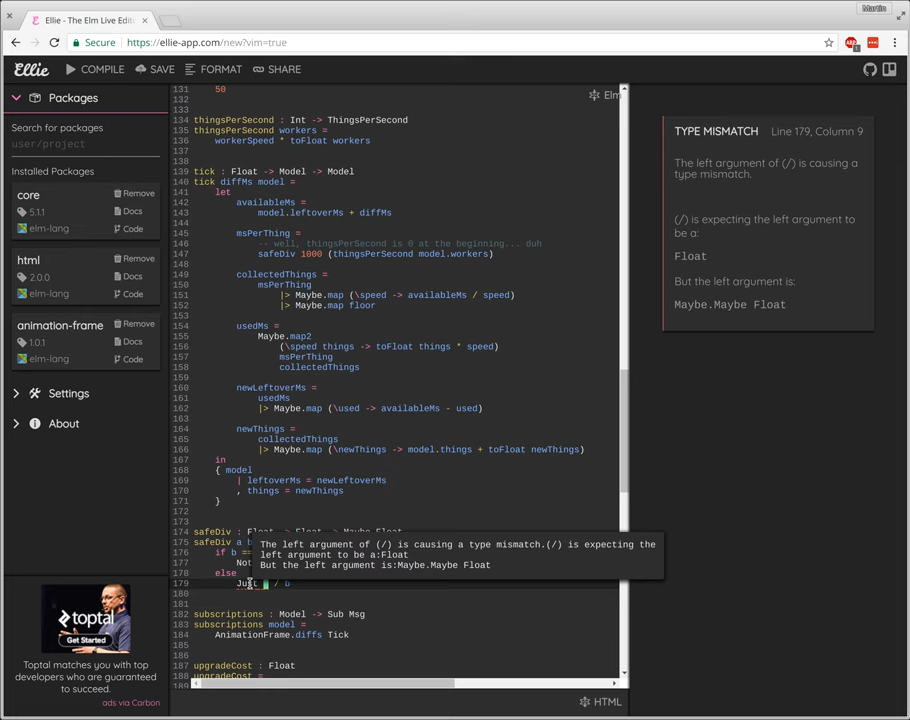 Martin
Ellie - The Elm Live Edit
Secure
https://ellie-app.com/new?vim=true
Ellie
COMPILE
SAVE
FORMAT
SHARE
Packages
Search for packages
user/project
Installed Packages
core
Remove
5.1.1
Docs
elm-lang
Code
html
Remove
2.0.0
Docs
elm-lang
Code
animation-frame
Remove
1.0.1
Docs
elm-lang
Code
Settings
About
toptal
Get Started
Toptal matches you with top
developers who are guaranteed
to succeed.
ads via Carbon
Elm
131 50
132
133
134 thingsPerSecond : Int -> ThingsPerSecond
135 thingsPerSecond workers =
136 workerSpeed * toFloat workers
137
138
139 tick : Float -> Model -> Model
140 tick diffMs model =
141 let
142 availableMs =
143 model.leftoverMs + diffMs
144
145 msPerThing =
146 -- well, thingsPerSecond is 0 at the beginning... duh
147 safeDiv 1000 (thingsPerSecond model.workers)
148
149 collectedThings =
150 msPerThing
151 |> Maybe.map (\speed -> availableMs / speed)
152 |> Maybe.map floor
153
154 usedMs =
155 Maybe.map2
156 (\speed things -> toFloat things * speed)
157 msPerThing
158 collectedThings
159
160 newLeftoverMs =
161 usedMs
162 |> Maybe.map (\used -> availableMs - used)
163
164 newThings =
165 collectedThings
166 |> Maybe.map (\newThings -> model.things + toFloat newThings)
167 in
168 { model
169 | leftoverMs = newLeftoverMs
170 , things = newThings
171 }
172
173
174 safeDiv : Float -> Float -> Maybe Float
175 safeDiv a b
176 if b ==
177 Not
178 else
179 Just / b
180
182 subscriptions : Model -> Sub Msg
183 subscriptions model =
184 AnimationFrame.diffs Tick
185
186
187 upgradeCost : Float
188 upgradeCost =
189
The left argument of (/) is causing a type mismatch.(/) is expecting the
left argument to be a:Float
But the left argument is:Maybe.Maybe Float
HTML
TYPE MISMATCH
Line 179, Column 9
The left argument of (/) is causing a
type mismatch.
(/) is expecting the left argument to
be a:
Float
But the left argument is:
Maybe.Maybe Float